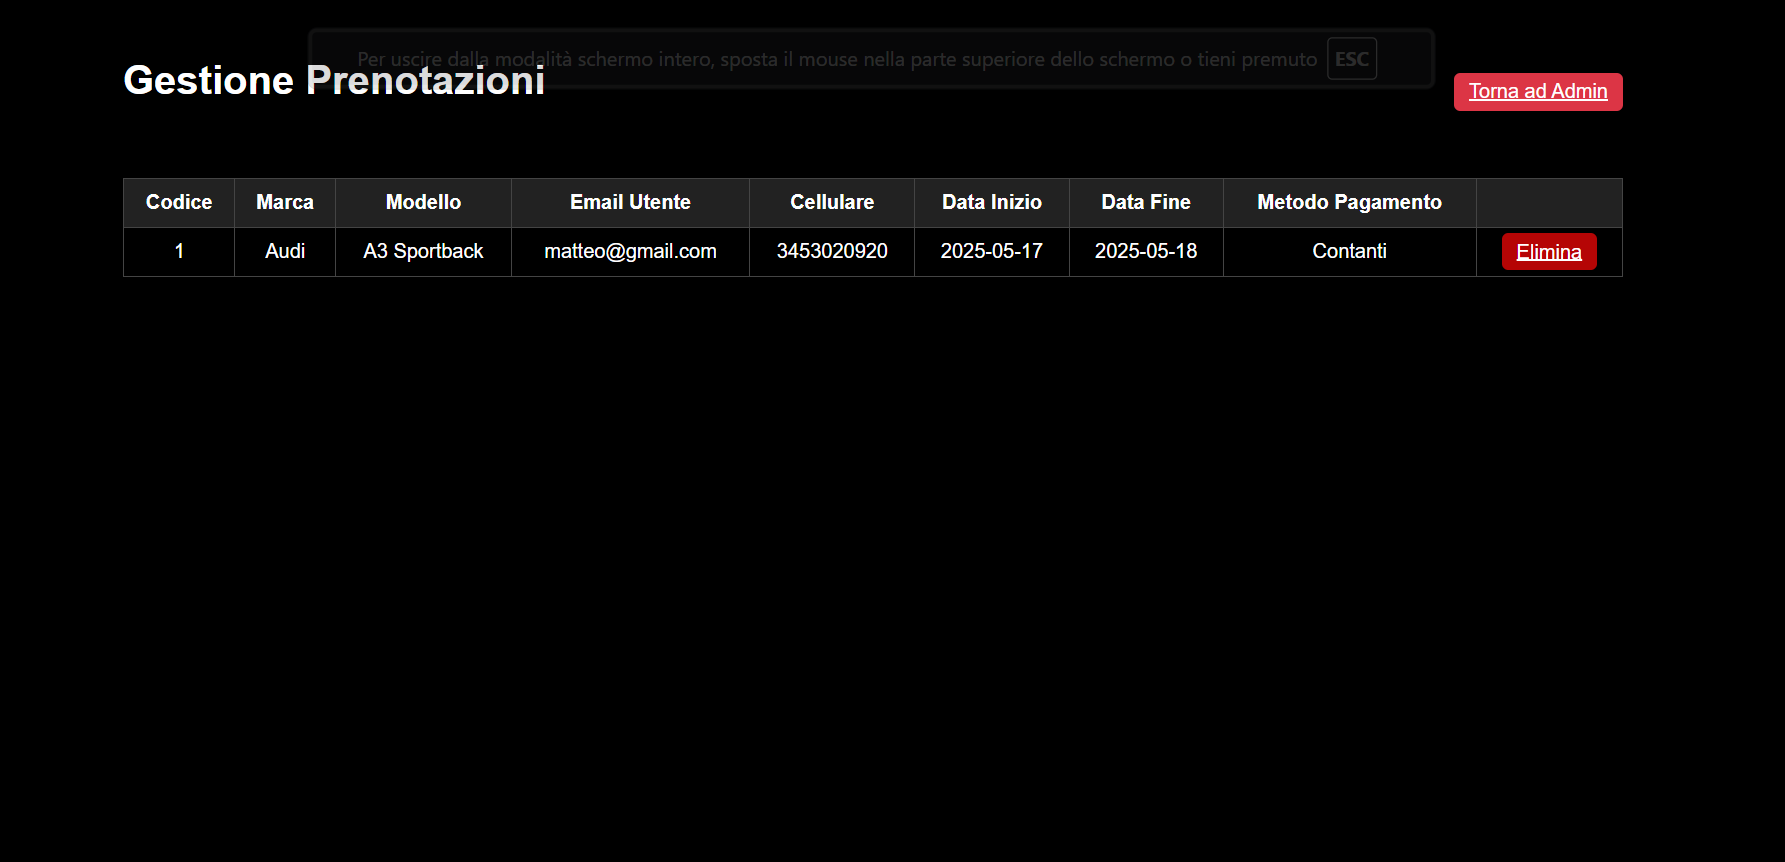 Per uscire dalla modalità schermo intero, sposta il mouse nella parte superiore dello schermo o tieni premuto ESC
Gestione Prenotazioni
Torna ad Admin
Codice Marca Modello Email Utente Cellulare Data Inizio Data Fine Metodo Pagamento
1 Audi A3 Sportback matteo@gmail.com 3453020920 2025-05-17 2025-05-18 Contanti Elimina